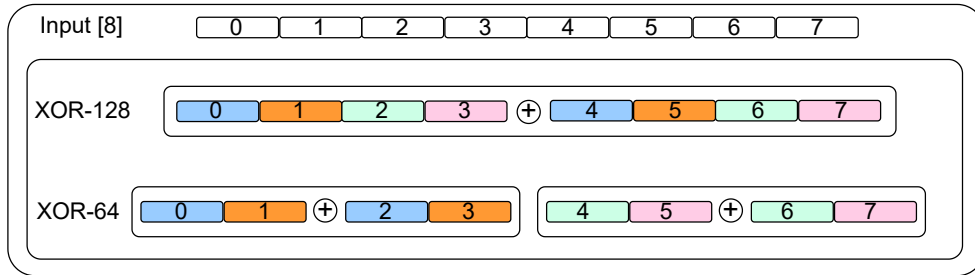 Input [8] 0 1 2 3 4 5 6 7
XOR-128 0 1 2 3 + 4 5 6 7
XOR-64 0 1 + 2 3 4 5 + 6 7